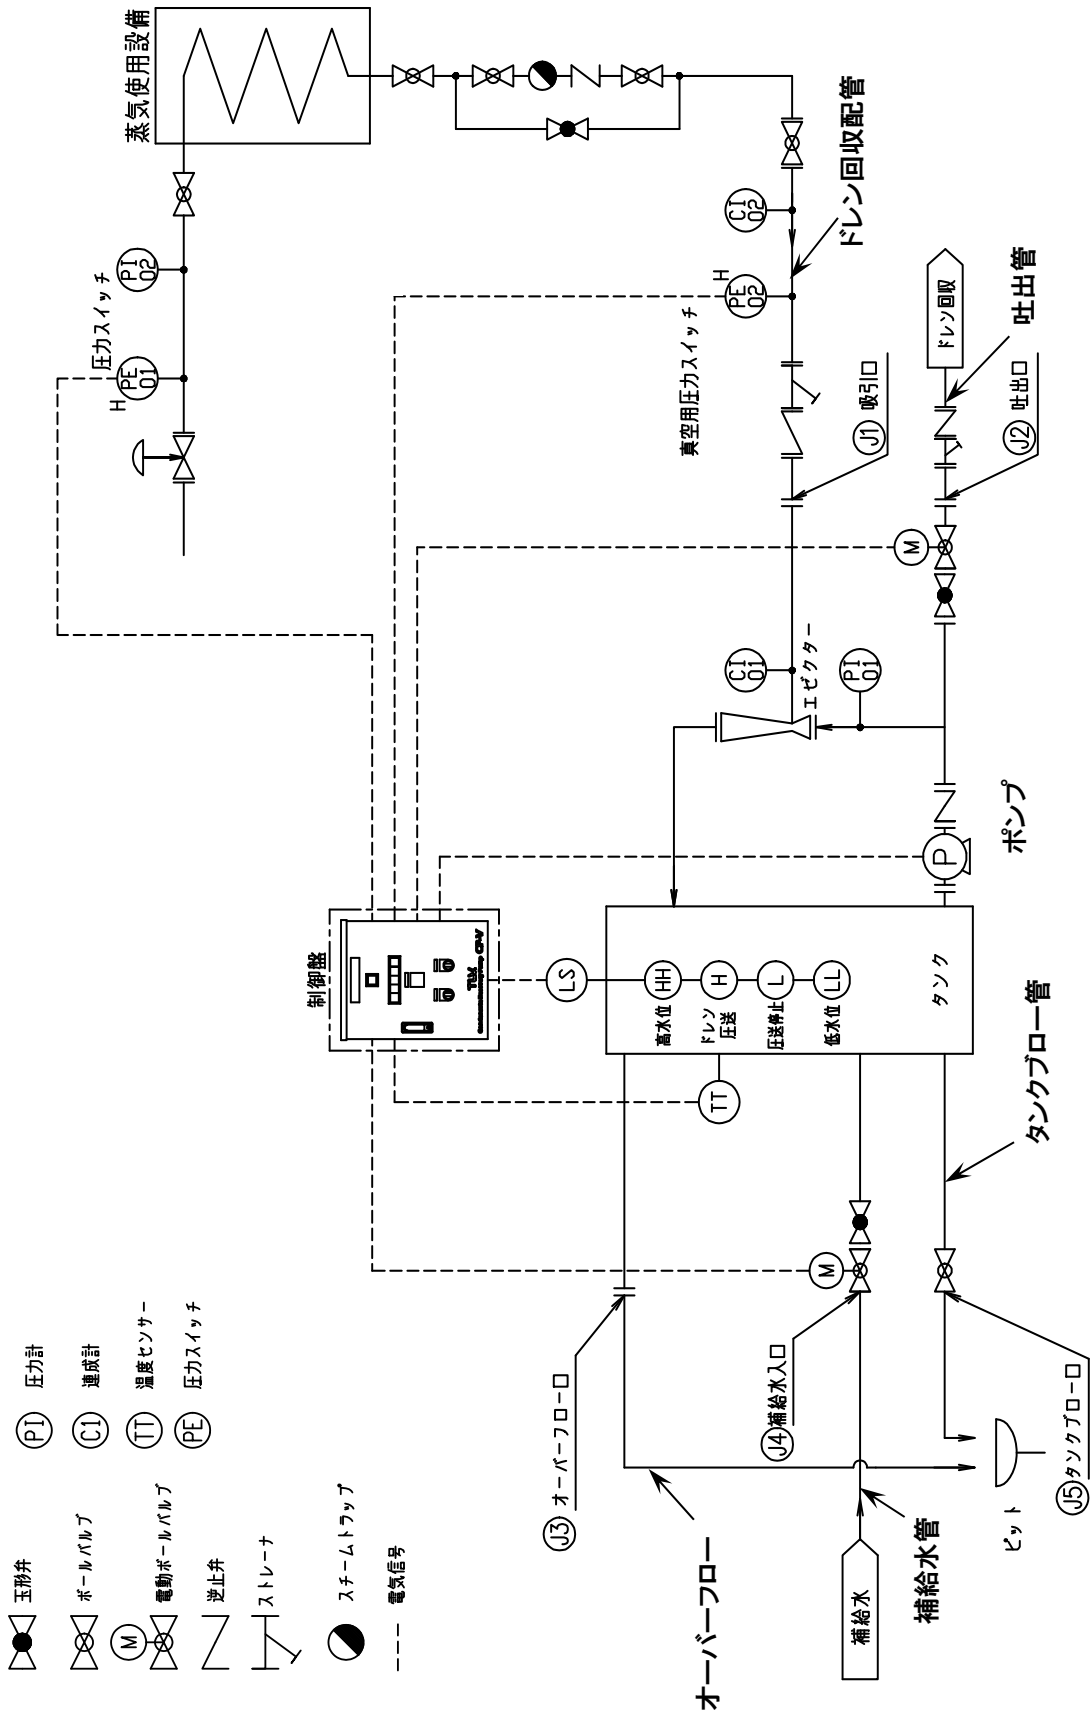 蒸気使用設備
PI
02
圧力スイッチ
H
PE
01
CI
02
ドレン回収配管
H
PE
02
真空用圧力スイッチ
J1 吸引口
ドレン回収
吐出管
J2 吐出口
M
CI
01
エゼクター
PI
01
ポンプ
P
制御盤
TLV
LS
HH
H
L
LL
高水位
ドレン
圧送
圧送停止
低水位
タンク
TT
タンクブロー管
M
J3 オーバーフロー口
J4 補給水入口
J5 タンクブロー口
ピット
オーバーフロー
補給水
補給水管
PI 圧力計
C1 連成計
TT 温度センサー
PE 圧力スイッチ
玉形弁
ボールバルブ
M 電動ボールバルブ
逆止弁
ストレーナ
スチームトラップ
電気信号